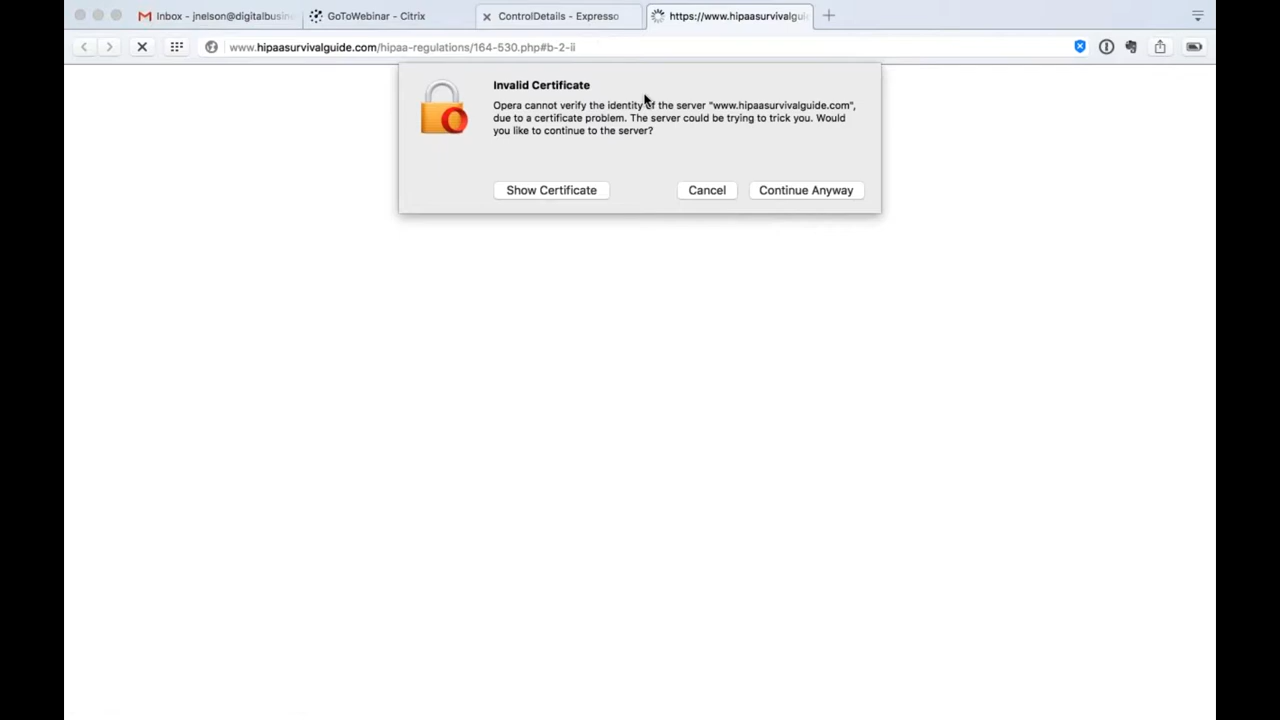 Inbox - jnelson@digitalbusin
GoToWebinar - Citrix
ControlDetails - Expresso
https://www.hipaasurvivalgui
www.hipaasurvivalguide.com/hipaa-regulations/164-530.php#b-2-ii
Invalid Certificate
Opera cannot verify the identity of the server "www.hipaasurvivalguide.com",
due to a certificate problem. The server could be trying to trick you. Would
you like to continue to the server?
Show Certificate
Cancel
Continue Anyway